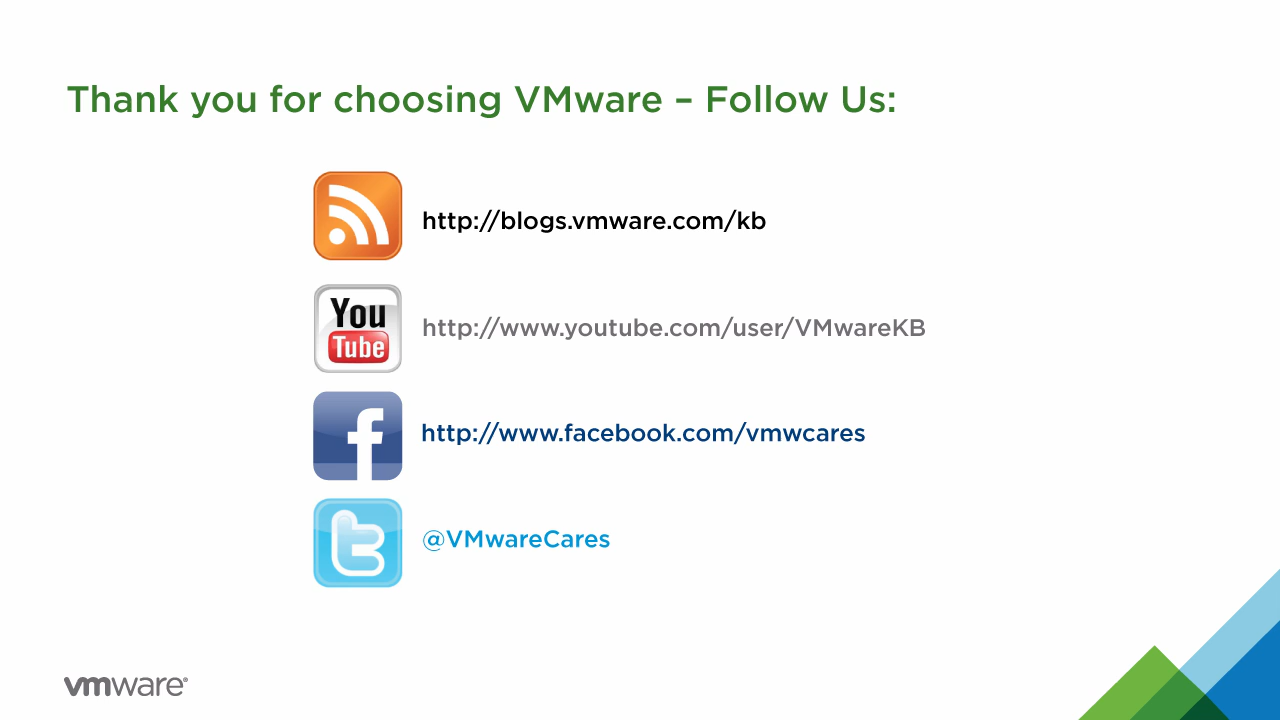 Thank you for choosing VMware – Follow Us:
http://blogs.vmware.com/kb
You
Tube
http://www.youtube.com/user/VMwareKB
f
http://www.facebook.com/vmwcares
t
@VMwareCares
vmware®